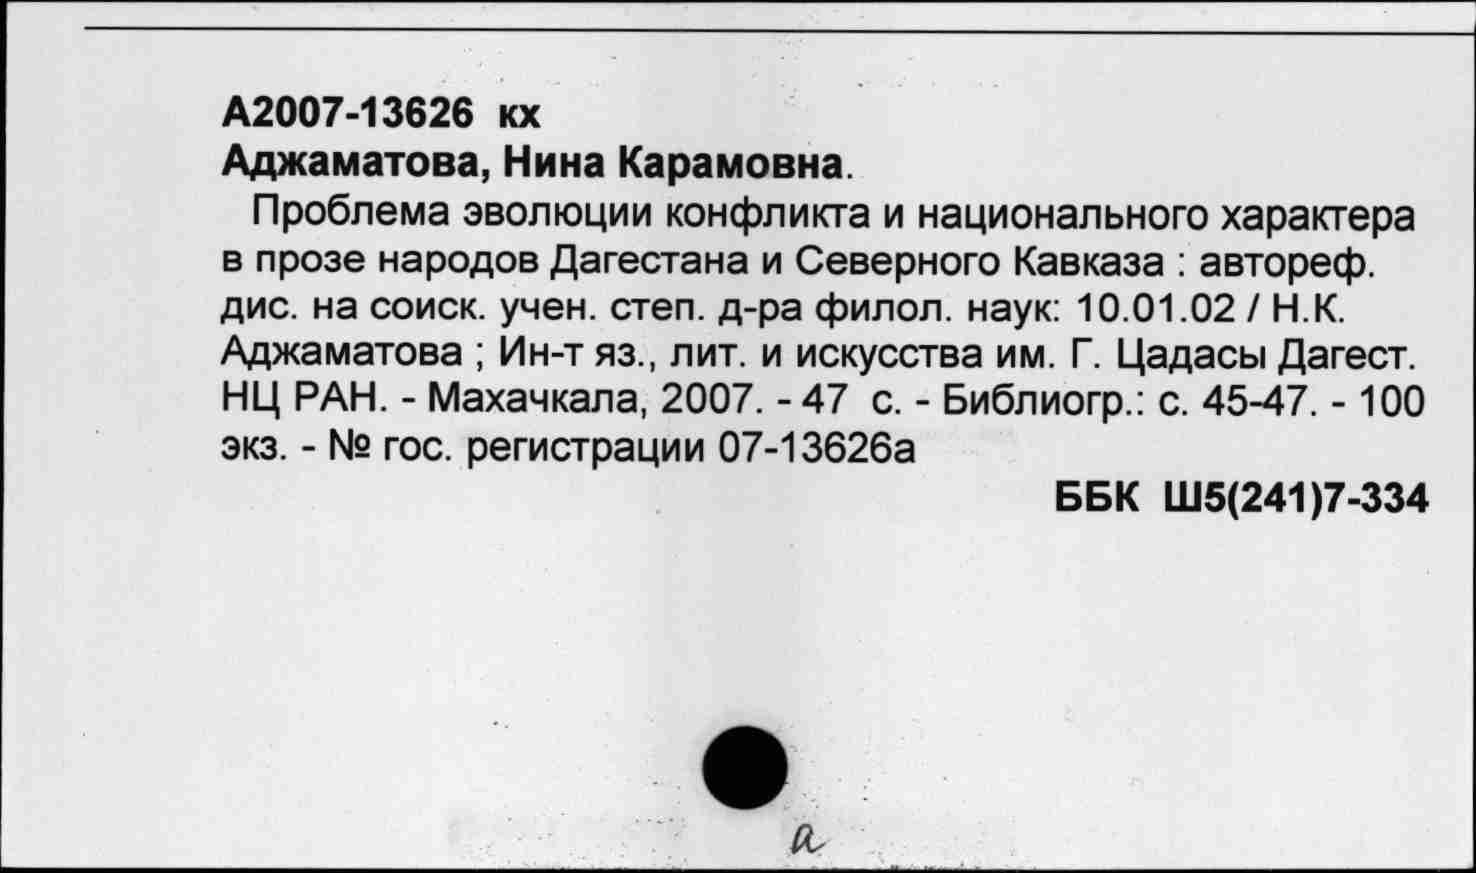 А2007-13626 кх
Аджаматова, Нина Карамовна.
Проблема эволюции конфликта и национального характера
в прозе народов Дагестана и Северного Кавказа : автореф.
дис. на соиск. учен. степ. д-ра филол. наук: 10.01.02 / Н.К.
Аджаматова ; Ин-т яз., лит. и искусства им. Г. Цадасы Дагест.
НЦ РАН. - Махачкала, 2007. - 47 с. - Библиогр.: с. 45-47. - 100
экз. - № гос. регистрации 07-13626а
ББК Ш5(241)7-334
а